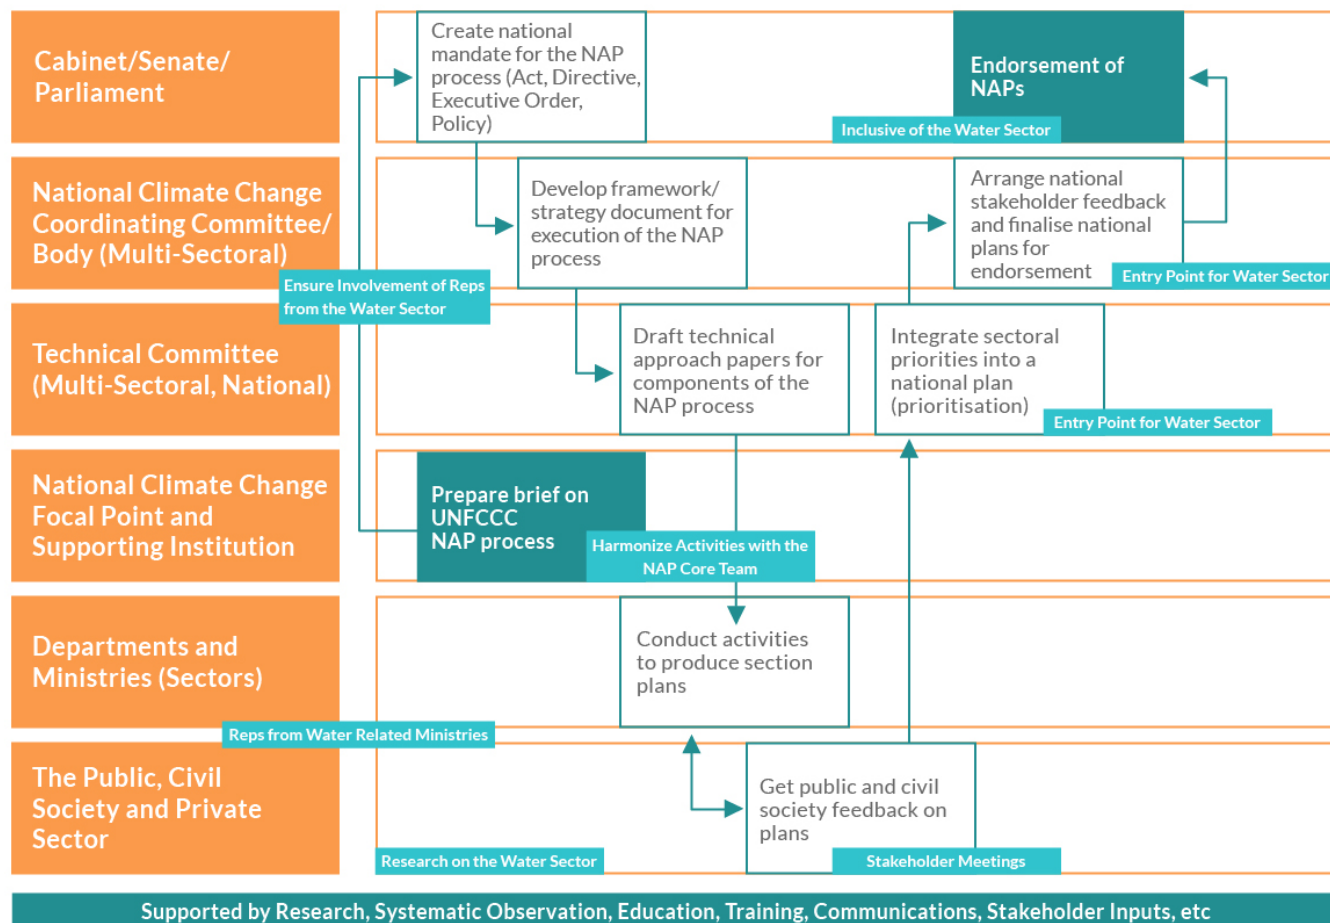 Cabinet/Senate/
Parliament
Create national
mandate for the NAP
process (Act, Directive,
Executive Order,
Policy)
Endorsement of
NAPs
Inclusive of the Water Sector
National Climate Change
Coordinating Committee/
Body (Multi-Sectoral)
Develop framework/
strategy document for
execution of the NAP
process
Arrange national
stakeholder feedback
and finalise national
plans for
endorsement
Entry Point for Water Sector
Ensure Involvement of Reps
from the Water Sector
Technical Committee
(Multi-Sectoral, National)
Draft technical
approach papers for
components of the
NAP process
Integrate sectoral
priorities into a
national plan
(prioritisation)
Entry Point for Water Sector
National Climate Change
Focal Point and
Supporting Institution
Prepare brief on
UNFCCC
NAP process
Harmonize Activities with the
NAP Core Team
Departments and
Ministries (Sectors)
Conduct activities
to produce section
plans
Reps from Water Related Ministries
The Public, Civil
Society and Private
Sector
Get public and civil
society feedback on
plans
Research on the Water Sector
Stakeholder Meetings
Supported by Research, Systematic Observation, Education, Training, Communications, Stakeholder Inputs, etc